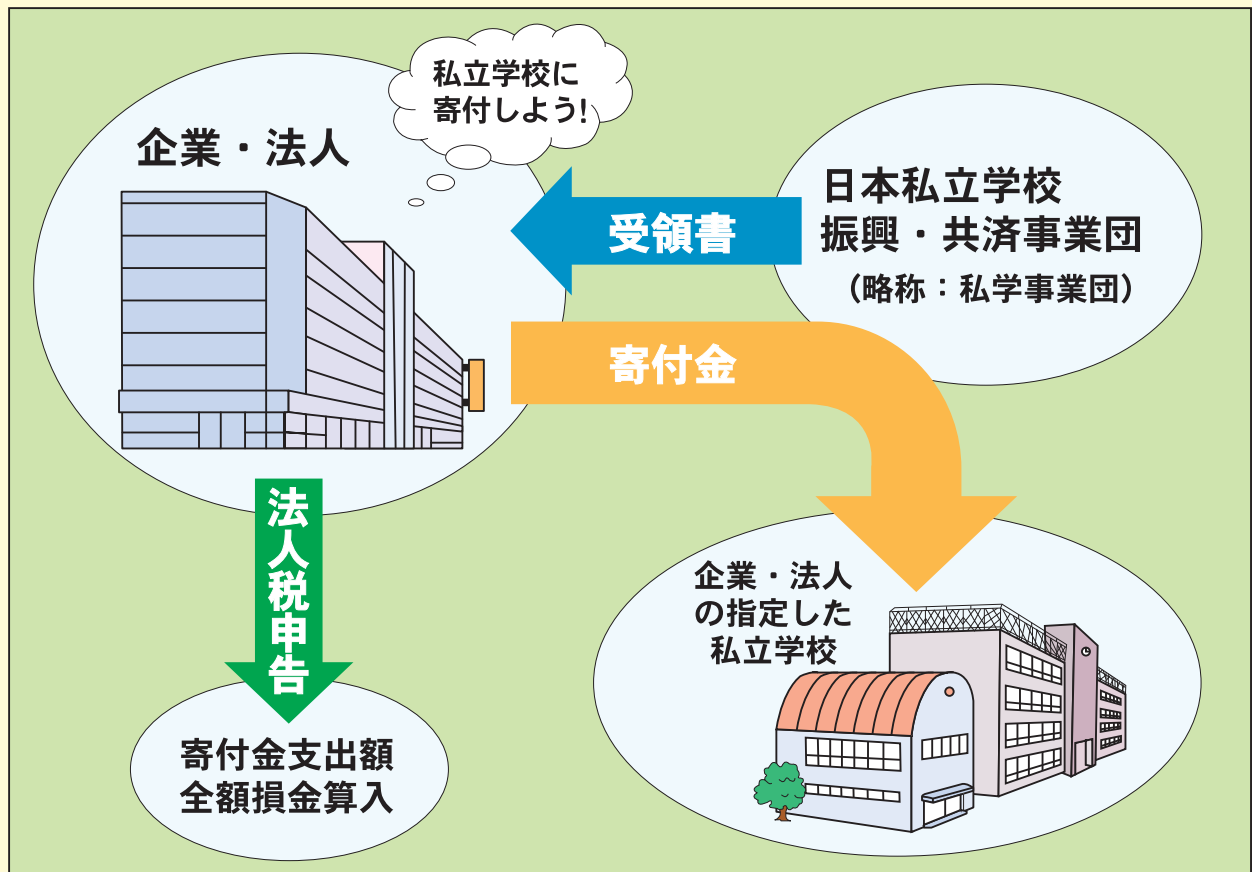 私立学校に
寄付しよう!
企業・法人
日本私立学校
振興・共済事業団
（略称：私学事業団）
受領書
寄付金
法人税申告
企業・法人
の指定した
私立学校
寄付金支出額
全額損金算入